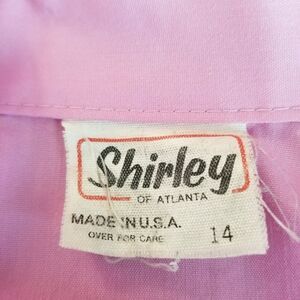 Shirley
OF ATLANTA
MADE IN U.S.A.
OVER FOR CARE 14